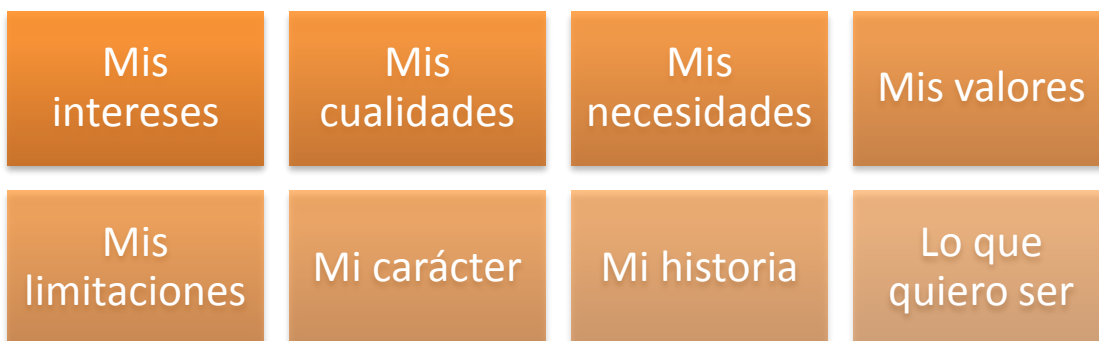 Mis
intereses
Mis
cualidades
Mis
necesidades
Mis valores
Mis
limitaciones
Mi carácter
Mi historia
Lo que
quiero ser